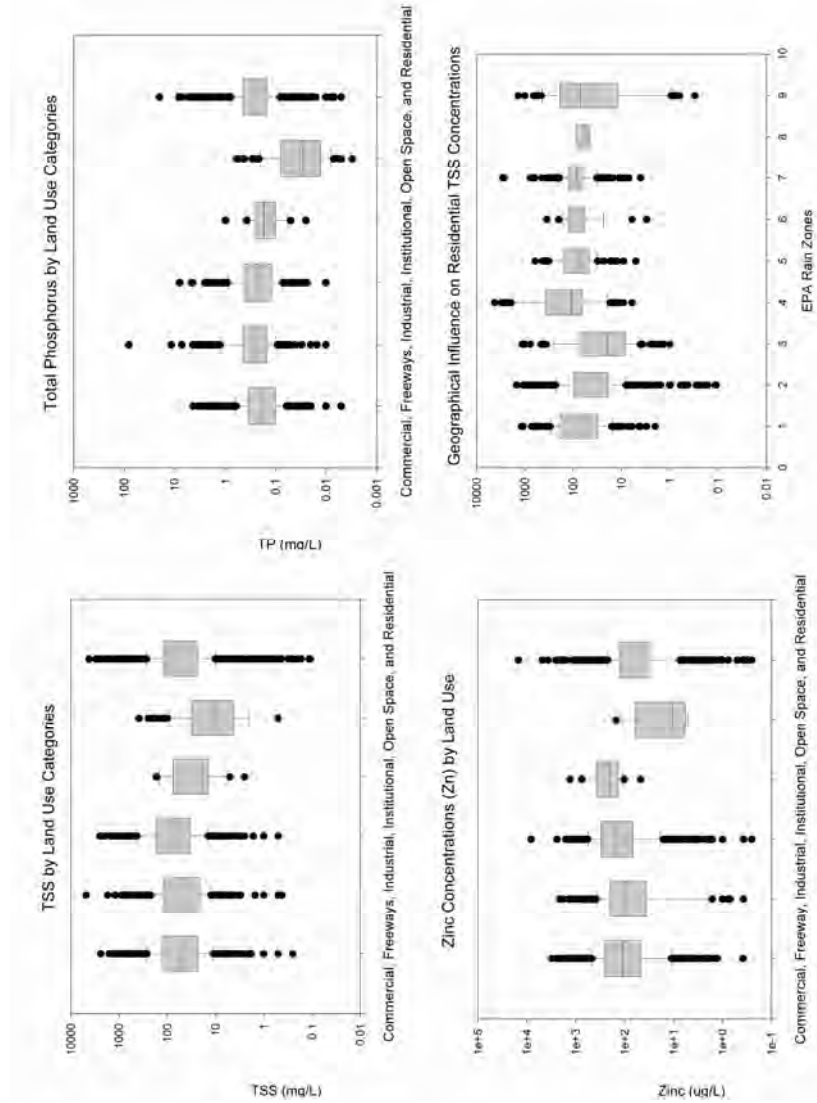 TSS by Land Use Categories
TSS (mg/L)
10000
1000
100
10
1
0.1
0.01
Commercial, Freeways, Industrial, Institutional, Open Space, and Residential
Total Phosphorus by Land Use Categories
TP (mg/L)
1000
100
10
1
0.1
0.01
0.001
Commercial, Freeways, Industrial, Institutional, Open Space, and Residential
Zinc Concentrations (Zn) by Land Use
Zinc (ug/L)
1e+5
1e+4
1e+3
1e+2
1e+1
1e+0
1e-1
Commercial, Freeway, Industrial, Institutional, Open Space, and Residential
Geographical Influence on Residential TSS Concentrations
10000
1000
100
10
1
0.1
0.01
0 1 2 3 4 5 6 7 8 9 10
EPA Rain Zones